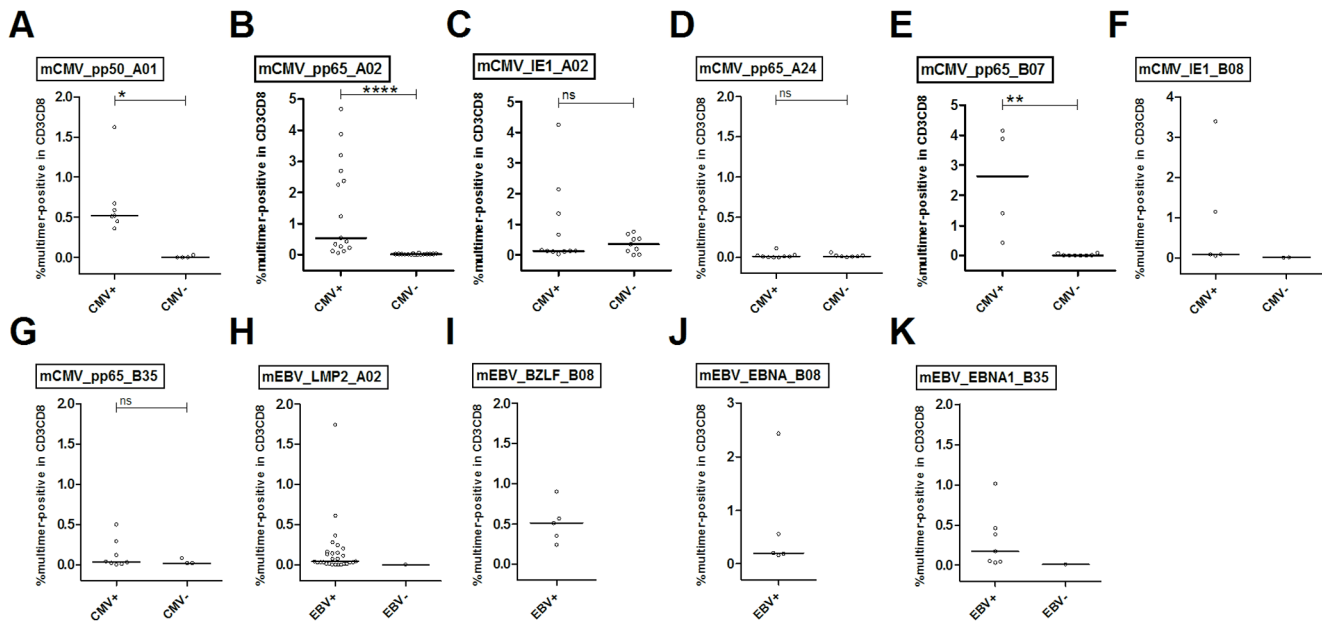 A
mCMV_pp50_A01
*
%multimer-positive in CD3CD8
2.0
1.5
1.0
0.5
0.0
CMV+
CMV-
B
mCMV_pp65_A02
****
%multimer-positive in CD3CD8
5
4
3
2
1
0
CMV+
CMV-
C
mCMV_IE1_A02
ns
%multimer-positive in CD3CD8
5
4
3
2
1
0
CMV+
CMV-
D
mCMV_pp65_A24
ns
%multimer-positive in CD3CD8
2.0
1.5
1.0
0.5
0.0
CMV+
CMV-
E
mCMV_pp65_B07
**
%multimer-positive in CD3CD8
5
4
3
2
1
0
CMV+
CMV-
F
mCMV_IE1_B08
%multimer-positive in CD3CD8
4
3
2
1
0
CMV+
CMV-
G
mCMV_pp65_B35
ns
%multimer-positive in CD3CD8
2.0
1.5
1.0
0.5
0.0
CMV+
CMV-
H
mEBV_LMP2_A02
%multimer-positive in CD3CD8
2.0
1.5
1.0
0.5
0.0
EBV+
EBV-
I
mEBV_BZLF_B08
%multimer-positive in CD3CD8
2.0
1.5
1.0
0.5
0.0
EBV+
J
mEBV_EBNA_B08
%multimer-positive in CD3CD8
3
2
1
0
EBV+
K
mEBV_EBNA1_B35
%multimer-positive in CD3CD8
2.0
1.5
1.0
0.5
0.0
EBV+
EBV-